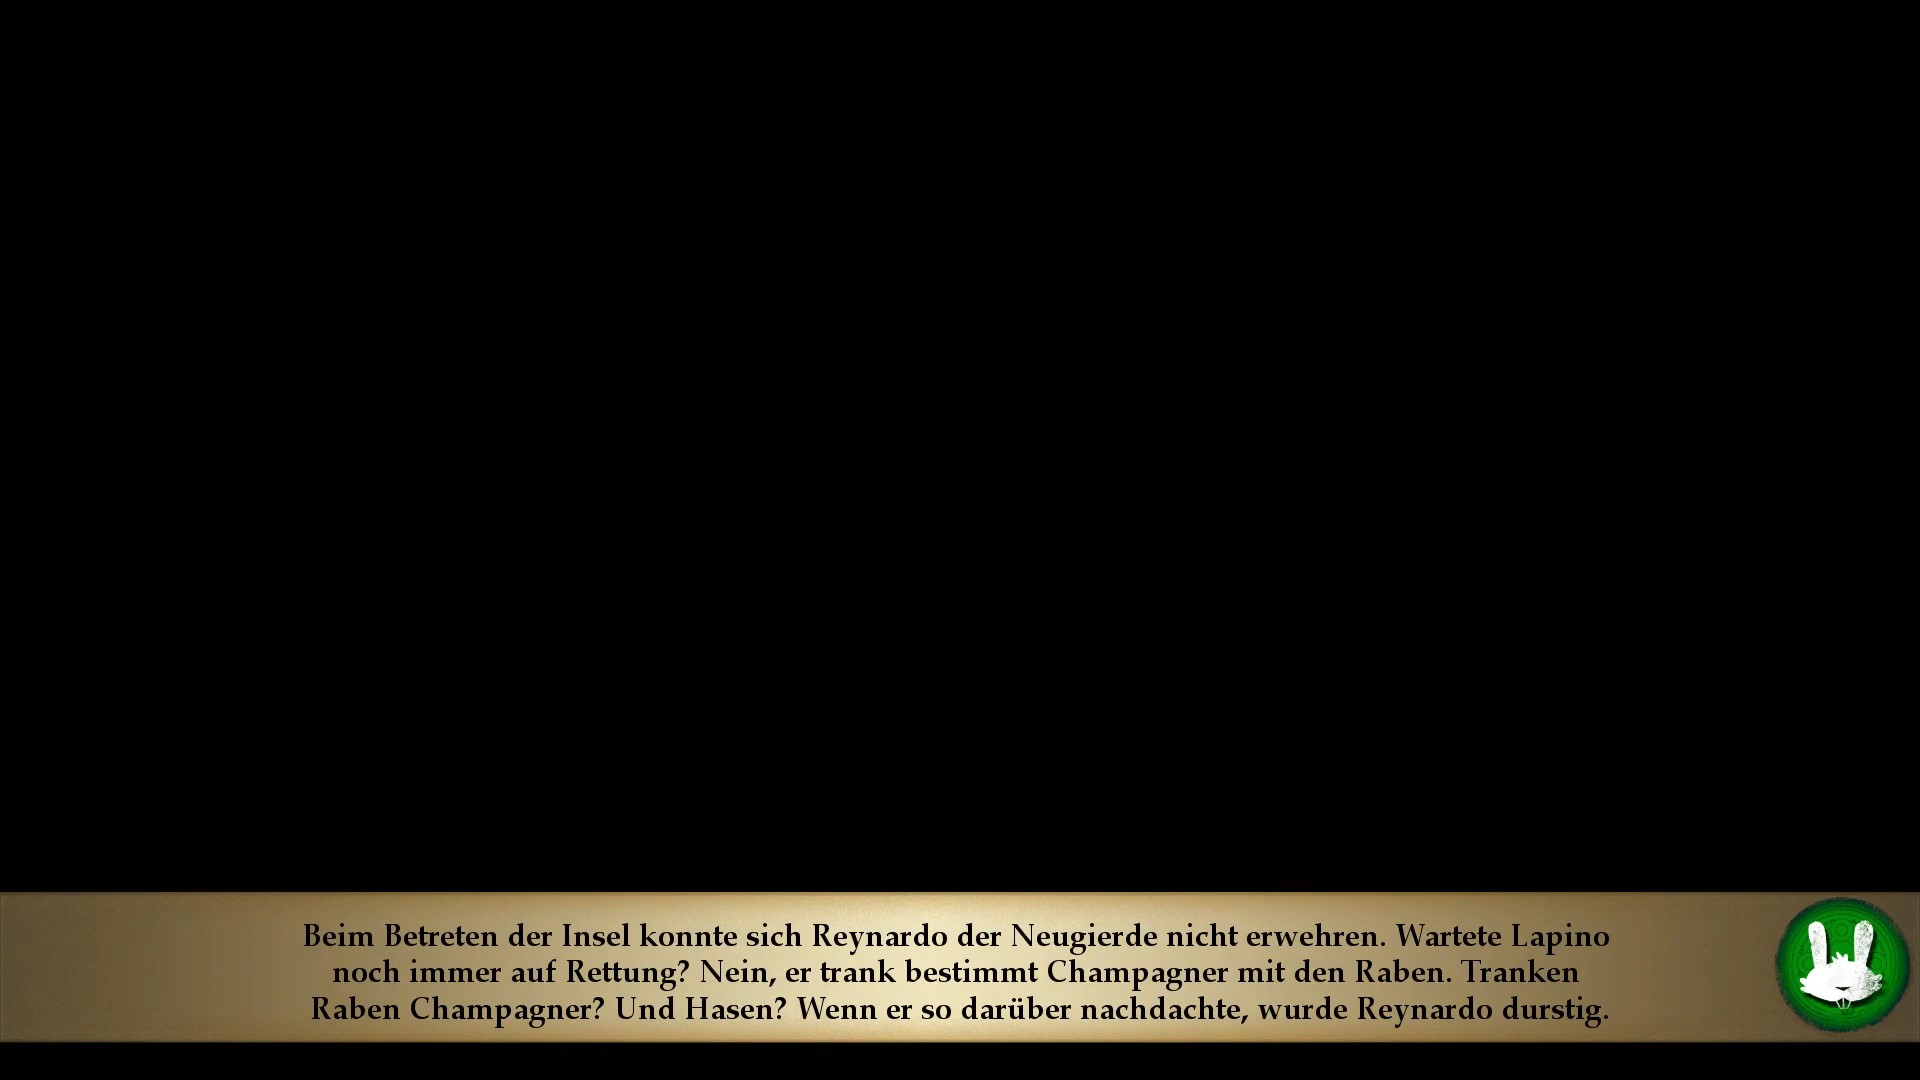 Beim Betreten der Insel konnte sich Reynardo der Neugierde nicht erwehren. Wartete Lapino
noch immer auf Rettung? Nein, er trank bestimmt Champagner mit den Raben. Tranken
Raben Champagner? Und Hasen? Wenn er so darüber nachdachte, wurde Reynardo durstig.